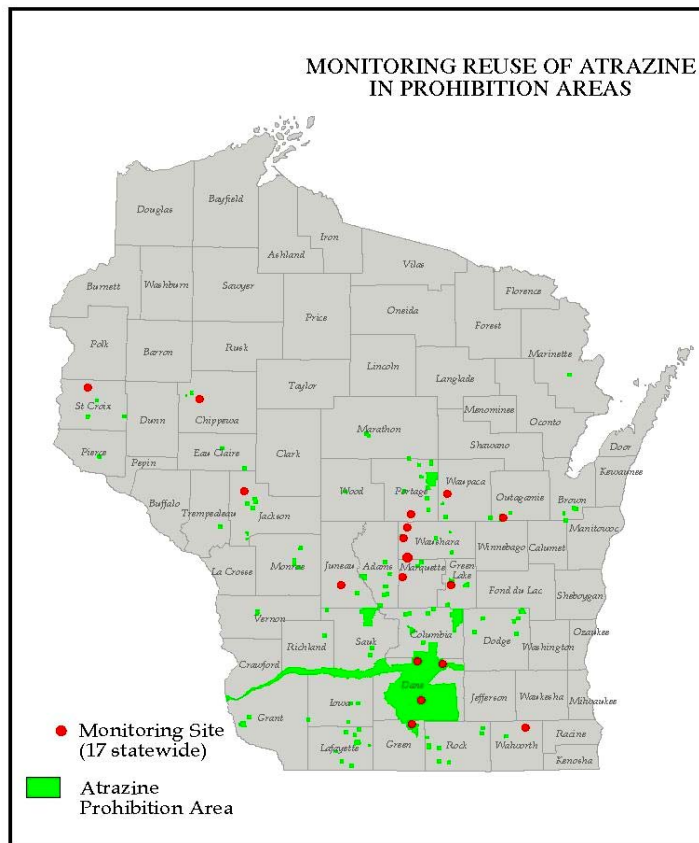 MONITORING REUSE OF ATRAZINE
IN PROHIBITION AREAS
Douglas
Bayfield
Ashland
Iron
Vilas
Burnett
Washburn
Sawyer
Price
Oneida
Florence
Forest
Marinette
Polk
Barron
Rusk
Lincoln
Langlade
Taylor
Menominee
Oconto
St Croix
Dunn
Chippewa
Marathon
Shawano
Door
Pierce
Pepin
Eau Claire
Clark
Kewaunee
Buffalo
Trempealeau
Jackson
Wood
Portage
Waupaca
Outagamie
Brown
Manitowoc
Waushara
Winnebago
Calumet
La Crosse
Monroe
Juneau
Adams
Marquette
Green
Lake
Fond du Lac
Sheboygan
Vernon
Richland
Sauk
Columbia
Dodge
Washington
Ozaukee
Crawford
Dane
Jefferson
Waukesha
Milwaukee
Grant
Iowa
Lafayette
Green
Rock
Walworth
Racine
Kenosha
Monitoring Site
(17 statewide)
Atrazine
Prohibition Area